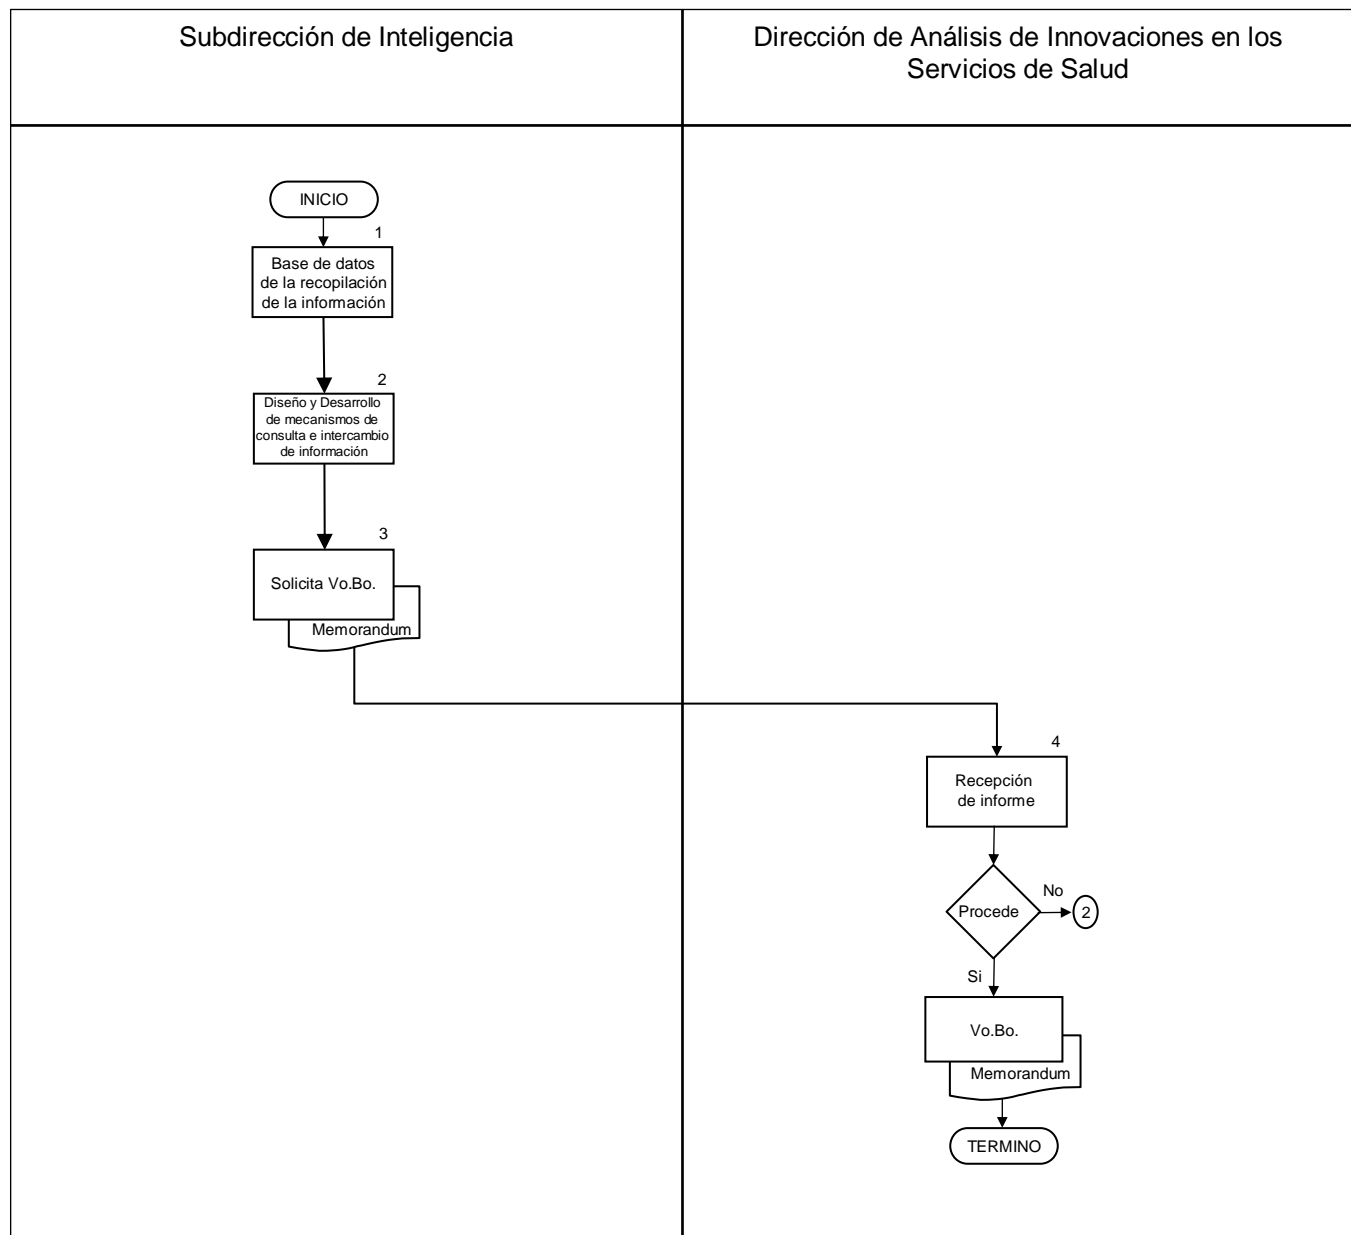 Subdirección de Inteligencia
Dirección de Análisis de Innovaciones en los
Servicios de Salud
INICIO
1
Base de datos
de la recopilación
de la información
2
Diseño y Desarrollo
de mecanismos de
consulta e intercambio
de información
3
Solicita Vo.Bo.
Memorandum
4
Recepción
de informe
Procede
No
2
Si
Vo.Bo.
Memorandum
TERMINO